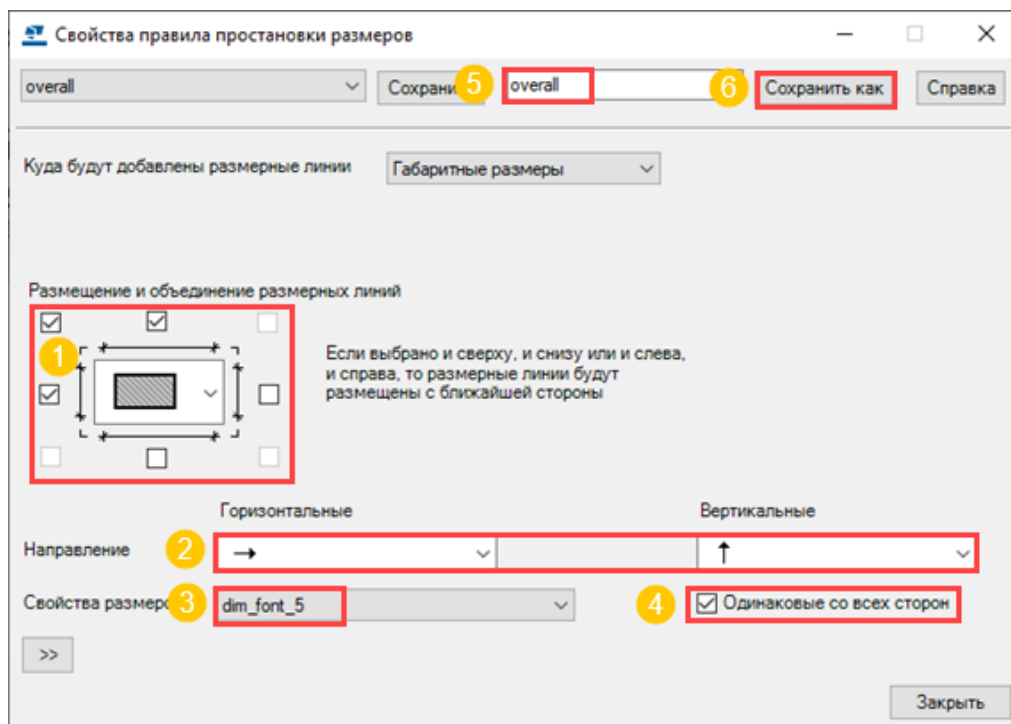 Свойства правила простановки размеров
overall
Сохрани
5
overall
6
Сохранить как
Справка
Куда будут добавлены размерные линии
Габаритные размеры
Размещение и объединение размерных линий
1
Если выбрано и сверху, и снизу или и слева,
и справа, то размерные линии будут
размещены с ближайшей стороны
Горизонтальные
Вертикальные
Направление
2
Свойства размеро
3
dim_font_5
4
Одинаковые со всех сторон
>>
Закрыть